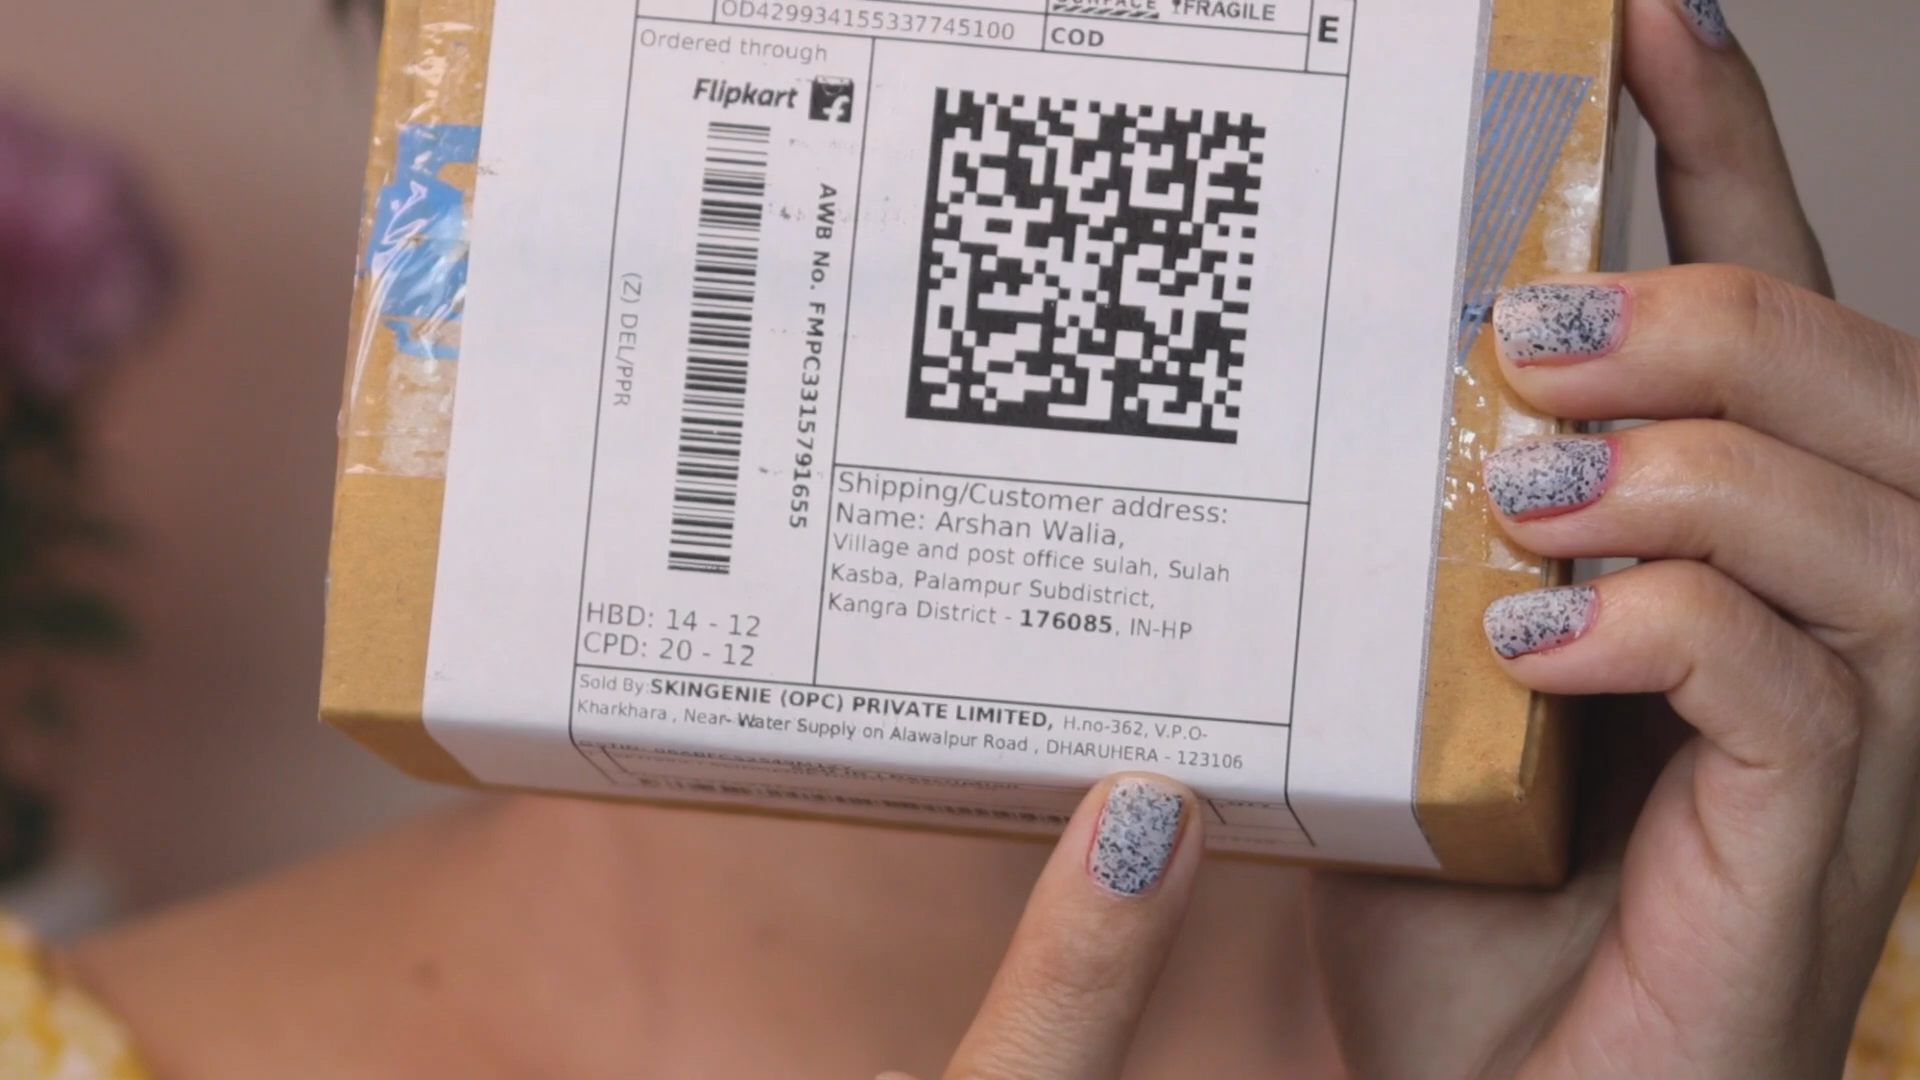 FRAGILE
E
OD429934155337745100
COD
Ordered through
Flipkart
AWB No. FMPC3315791655
(Z) DEL/PPR
HBD: 14 - 12
CPD: 20 - 12
Shipping/Customer address:
Name: Arshan Walia,
Village and post office sulah, Sulah
Kasba, Palampur Subdistrict,
Kangra District - 176085, IN-HP
Sold By:SKINGENIE (OPC) PRIVATE LIMITED, H.no-362, V.P.O-
Kharkhara , Near- Water Supply on Alawalpur Road , DHARUHERA - 123106